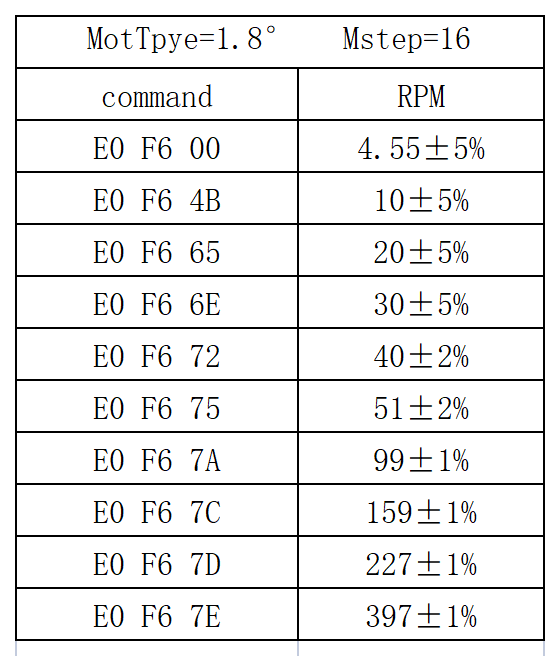 MotTpye=1.8° Mstep=16
command RPM
E0 F6 00 4.55±5%
E0 F6 4B 10±5%
E0 F6 65 20±5%
E0 F6 6E 30±5%
E0 F6 72 40±2%
E0 F6 75 51±2%
E0 F6 7A 99±1%
E0 F6 7C 159±1%
E0 F6 7D 227±1%
E0 F6 7E 397±1%